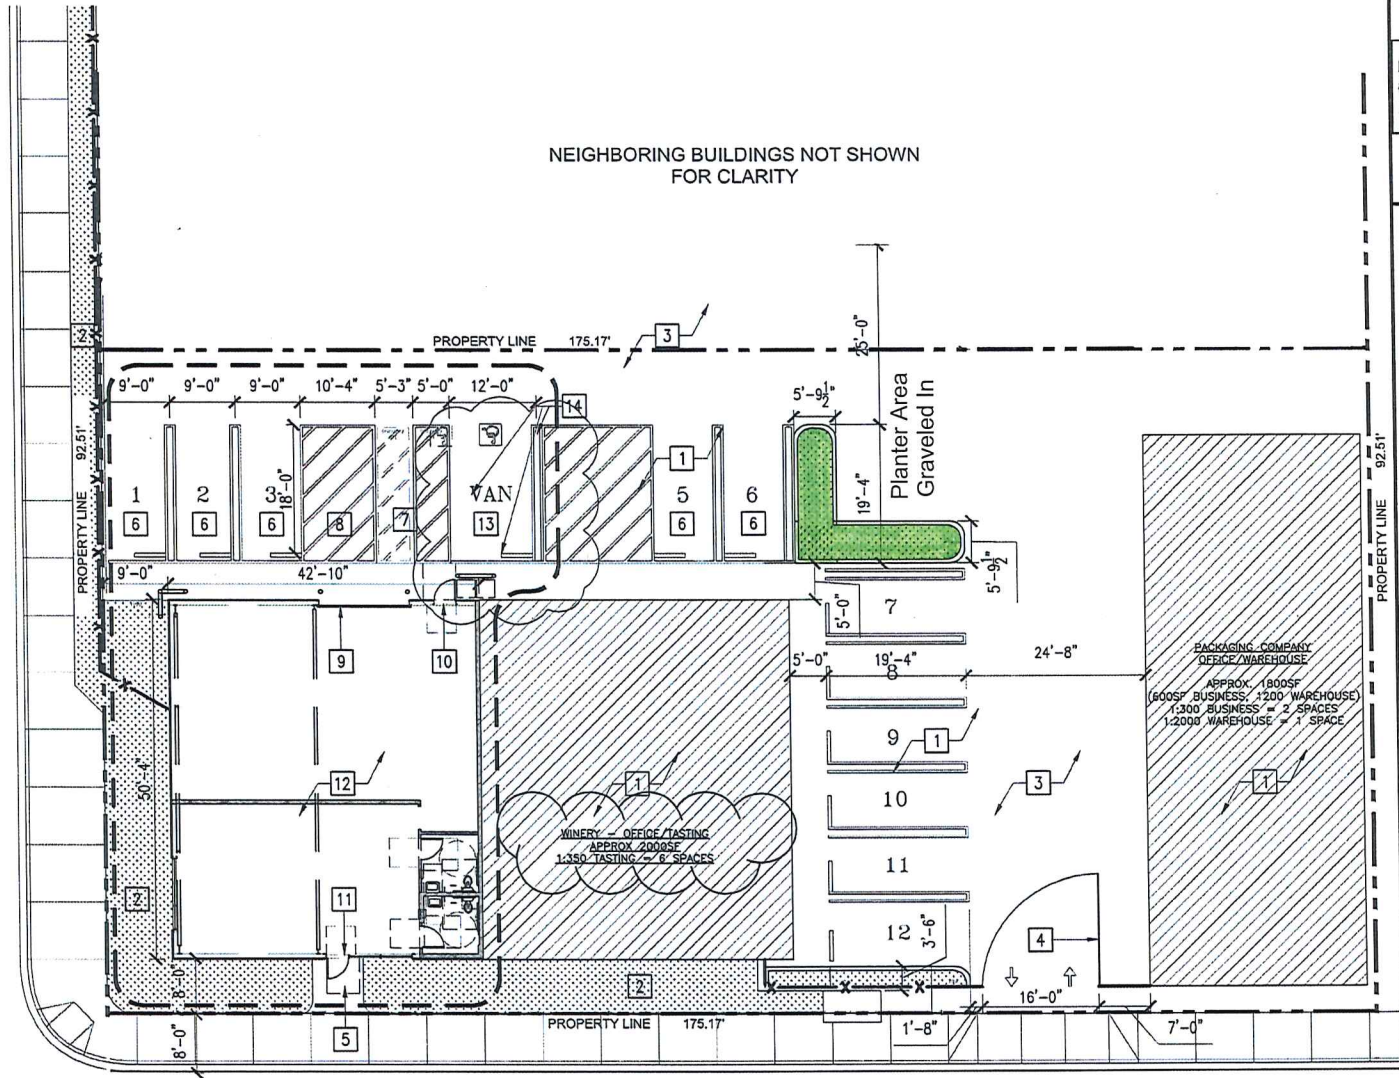 NEIGHBORING BUILDINGS NOT SHOWN
FOR CLARITY
PROPERTY LINE 175.17'
3
2
25'-0"
9'-0" 9'-0" 9'-0" 10'-4" 5'-3" 5'-0" 12'-0"
14
5'-9½"
Planter Area
Graveled In
92.51'
PROPERTY LINE
92.51'
PROPERTY LINE
1
18'-0"
19'-4"
1 2 3 VAN 5 6
6 6 6 8 7 13 6 6
9'-0" 42'-10"
5'-9½"
7
5'-0"
9
10
5'-0" 19'-4" 24'-8"
8
PACKAGING COMPANY
OFFICE/WAREHOUSE
APPROX. 1800SF
(600SF BUSINESS, 1200 WAREHOUSE)
1:300 BUSINESS = 2 SPACES
1:2000 WAREHOUSE = 1 SPACE
9
1
50'-4"
12
1
3
1
10
WINERY - OFFICE/TASTING
APPROX 2000SF
1:350 TASTING = 6 SPACES
11
2
11
12
3'-6"
4
8'-0"
2
16'-0"
PROPERTY LINE 175.17'
1'-8"
7'-0"
5
8'-0"